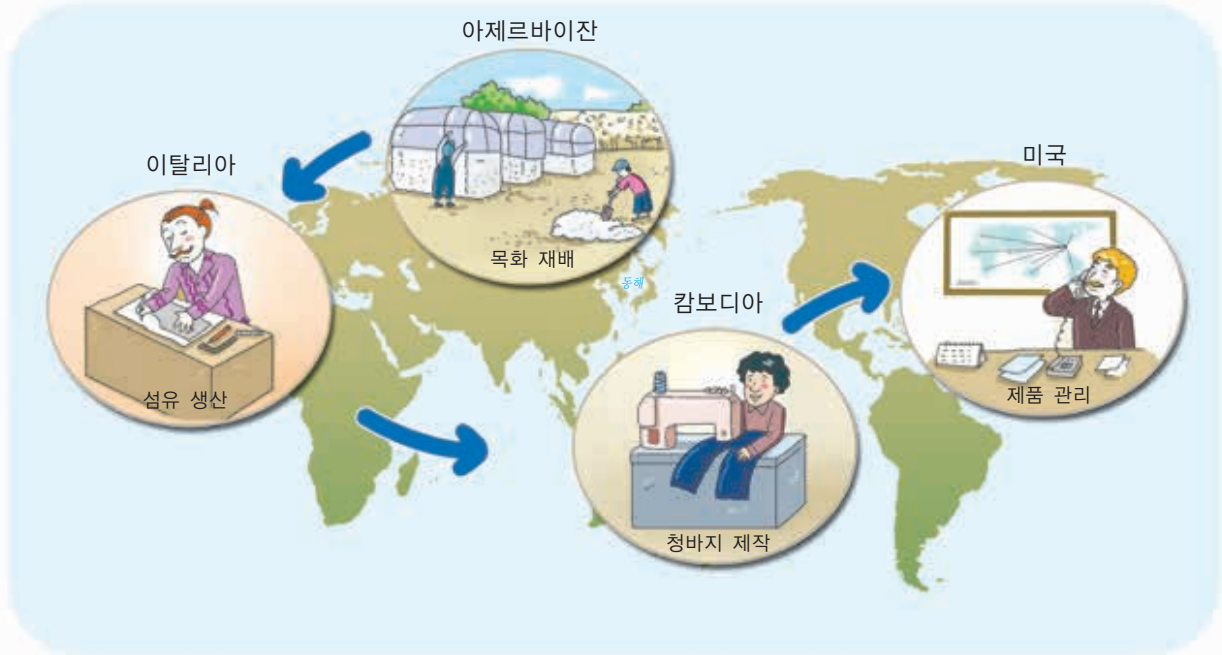 아제르바이잔
목화 재배
이탈리아
섬유 생산
동해
캄보디아
청바지 제작
미국
제품 관리